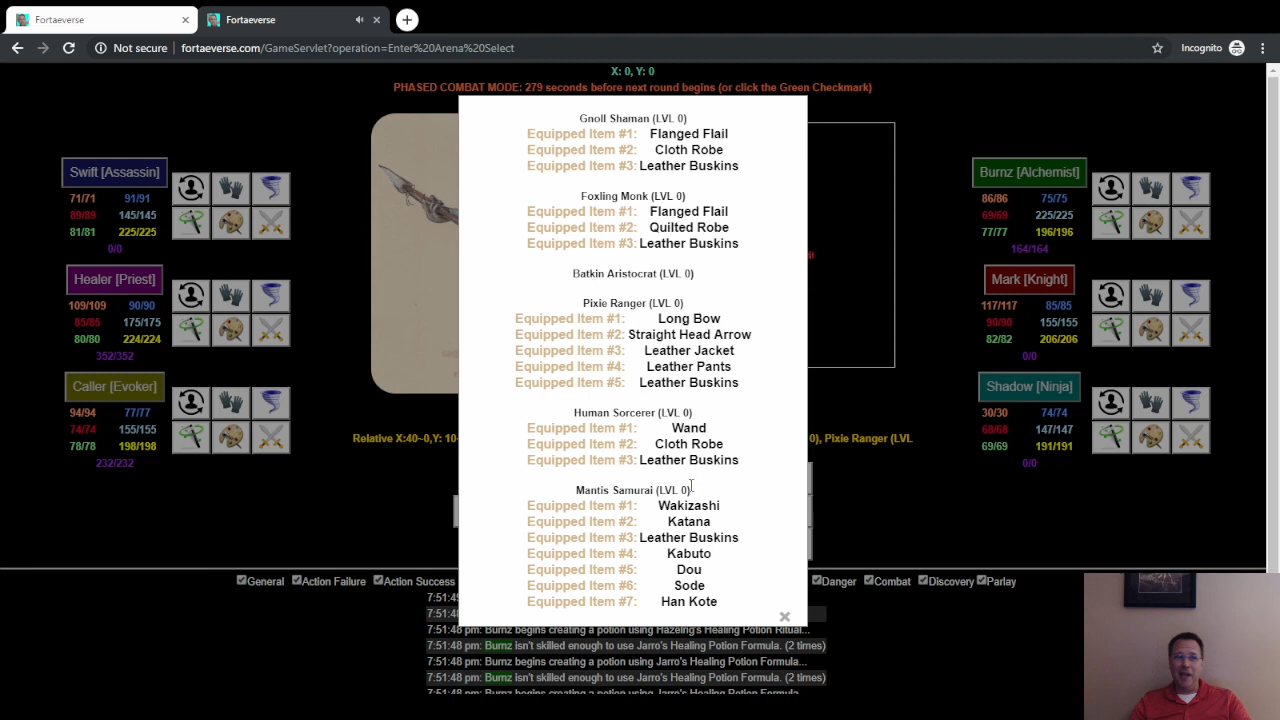 Fortaeverse
Fortaeverse
Not secure
fortaeverse.com/GameServlet?operation=Enter%20Arena%20Select
Incognito
X: 0, Y: 0
PHASED COMBAT MODE: 279 seconds before next round begins (or click the Green Checkmark)
Swift [Assassin]
71/71 91/91
89/89 145/145
81/81 225/225
0/0
Healer [Priest]
109/109 90/90
85/85 175/175
80/80 224/224
352/352
Caller [Evoker]
94/94 77/77
74/74 155/155
78/78 198/198
232/232
Gnoll Shaman (LVL 0)
Equipped Item #1: Flanged Flail
Equipped Item #2: Cloth Robe
Equipped Item #3: Leather Buskins
Foxling Monk (LVL 0)
Equipped Item #1: Flanged Flail
Equipped Item #2: Quilted Robe
Equipped Item #3: Leather Buskins
Batkin Aristocrat (LVL 0)
Pixie Ranger (LVL 0)
Equipped Item #1: Long Bow
Equipped Item #2: Straight Head Arrow
Equipped Item #3: Leather Jacket
Equipped Item #4: Leather Pants
Equipped Item #5: Leather Buskins
Human Sorcerer (LVL 0)
Equipped Item #1: Wand
Equipped Item #2: Cloth Robe
Equipped Item #3: Leather Buskins
Mantis Samurai (LVL 0)
Equipped Item #1: Wakizashi
Equipped Item #2: Katana
Equipped Item #3: Leather Buskins
Equipped Item #4: Kabuto
Equipped Item #5: Dou
Equipped Item #6: Sode
Equipped Item #7: Han Kote
Burnz [Alchemist]
86/86 75/75
69/69 225/225
77/77 196/196
164/164
Mark [Knight]
117/117 85/85
90/90 155/155
82/82 206/206
0/0
Shadow [Ninja]
30/30 74/74
68/68 147/147
69/69 191/191
0/0
Relative X:40~0,Y: 10 0), Pixie Ranger (LVL
General Action Failure Action Success Danger Combat Discovery Parlay
7:51:48 pm: Burnz begins creating a potion using Hazeing's Healing Potion Ritual...
7:51:48 pm: Burnz isn't skilled enough to use Jarro's Healing Potion Formula. (2 times)
7:51:48 pm: Burnz begins creating a potion using Jarro's Healing Potion Formula...
7:51:48 pm: Burnz isn't skilled enough to use Jarro's Healing Potion Formula. (2 times)
7:51:48 pm: Burnz begins creating a potion using Jarro's Healing Potion Formula